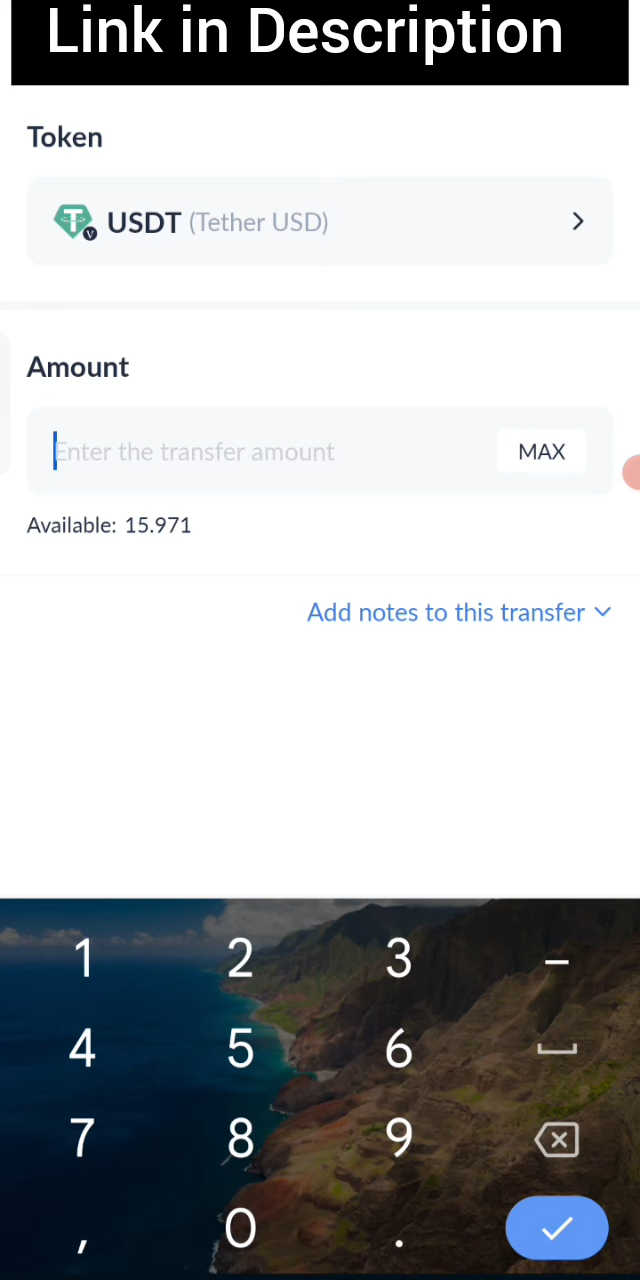 Link in Description
Token
USDT (Tether USD)
Amount
Enter the transfer amount
MAX
Available: 15.971
Add notes to this transfer
1 2 3 –
4 5 6
7 8 9
, 0 .